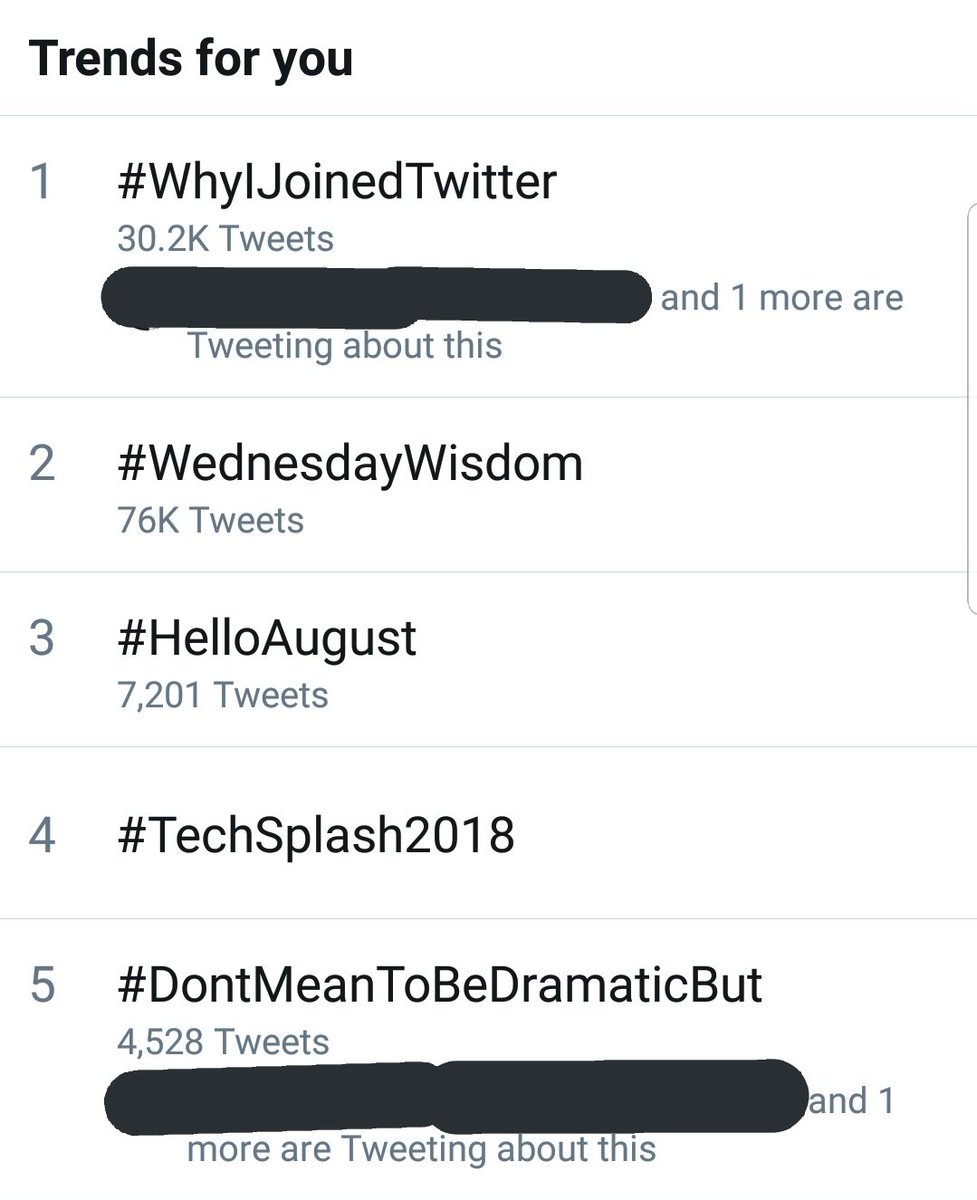 Trends for you
1 #WhyIJoinedTwitter
30.2K Tweets
and 1 more are
Tweeting about this
2 #WednesdayWisdom
76K Tweets
3 #HelloAugust
7,201 Tweets
4 #TechSplash2018
5 #DontMeanToBeDramaticBut
4,528 Tweets
and 1
more are Tweeting about this